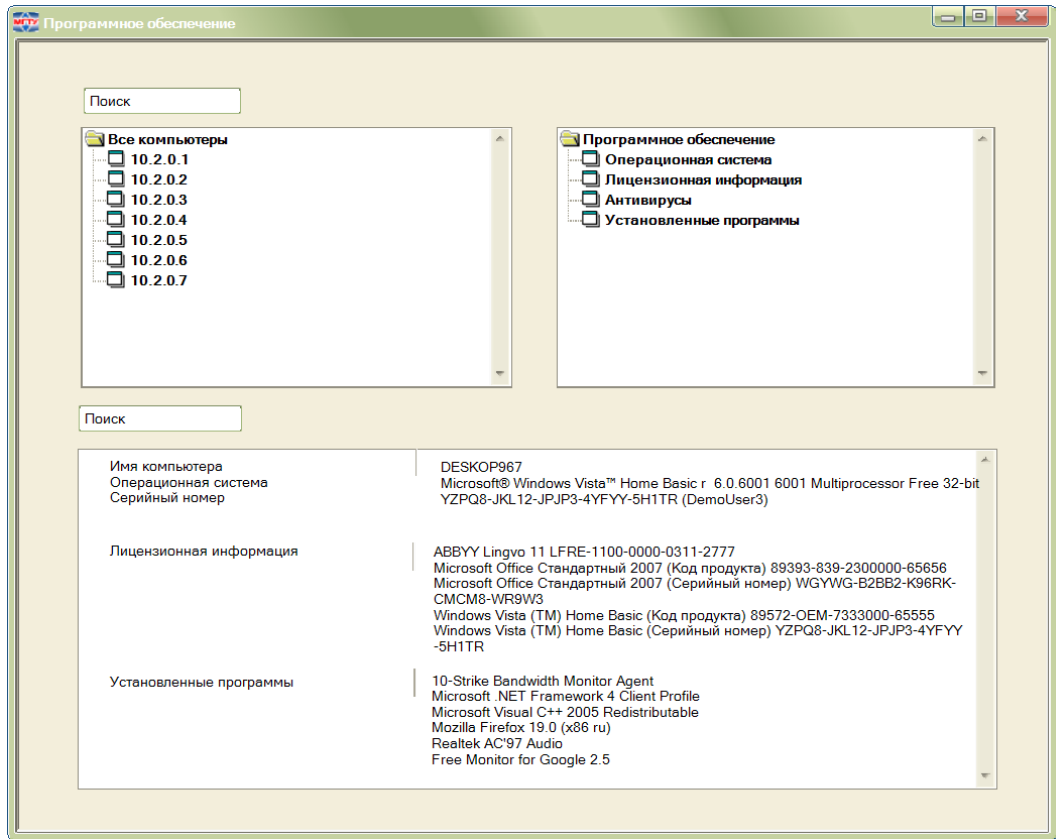 МГТУ Программное обеспечение
Поиск
Все компьютеры
10.2.0.1
10.2.0.2
10.2.0.3
10.2.0.4
10.2.0.5
10.2.0.6
10.2.0.7
Программное обеспечение
Операционная система
Лицензионная информация
Антивирусы
Установленные программы
Поиск
Имя компьютера DESKOP967
Операционная система Microsoft® Windows Vista™ Home Basic r 6.0.6001 6001 Multiprocessor Free 32-bit
Серийный номер YZPQ8-JKL12-JPJP3-4YFYY-5H1TR (DemoUser3)
Лицензионная информация ABBYY Lingvo 11 LFRE-1100-0000-0311-2777
Microsoft Office Стандартный 2007 (Код продукта) 89393-839-2300000-65656
Microsoft Office Стандартный 2007 (Серийный номер) WGYWG-B2BB2-K96RK-
CMCM8-WR9W3
Windows Vista (TM) Home Basic (Код продукта) 89572-OEM-7333000-65555
Windows Vista (TM) Home Basic (Серийный номер) YZPQ8-JKL12-JPJP3-4YFYY
-5H1TR
Установленные программы 10-Strike Bandwidth Monitor Agent
Microsoft .NET Framework 4 Client Profile
Microsoft Visual C++ 2005 Redistributable
Mozilla Firefox 19.0 (x86 ru)
Realtek AC'97 Audio
Free Monitor for Google 2.5